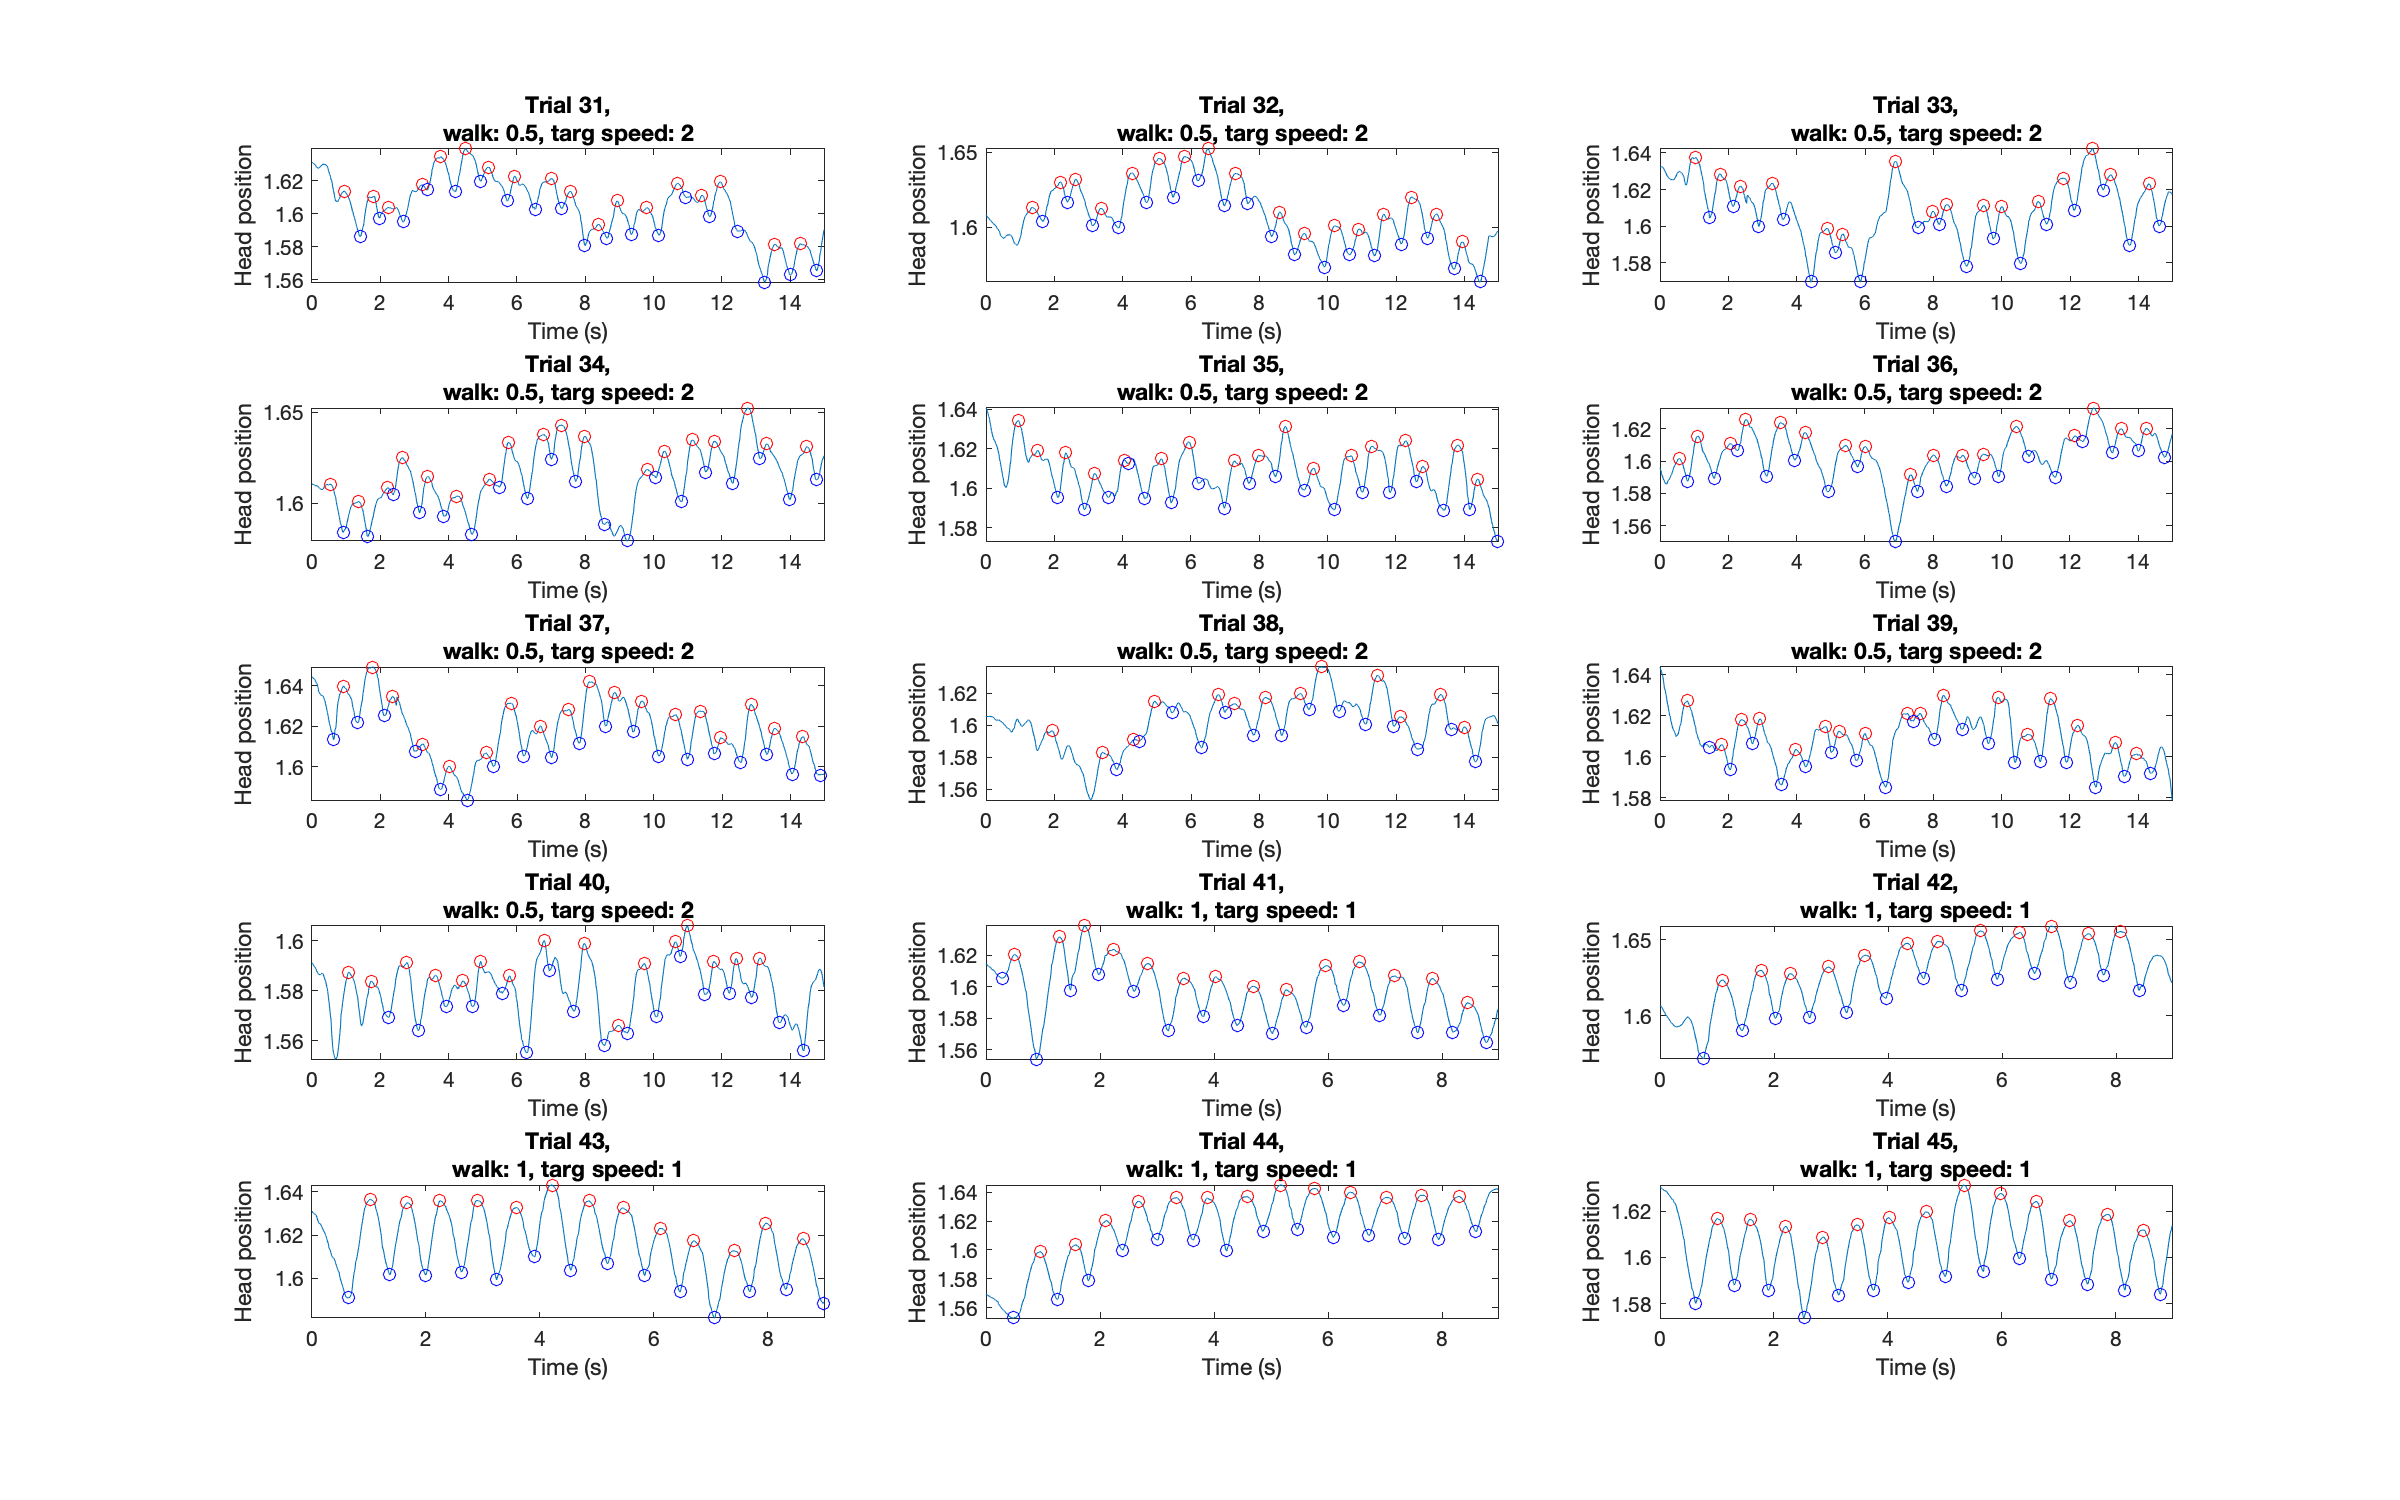 Trial 31,
walk: 0.5, targ speed: 2
Head position
1.62
1.6
1.58
1.56
0 2 4 6 8 10 12 14
Time (s)
Trial 32,
walk: 0.5, targ speed: 2
Head position
1.65
1.6
0 2 4 6 8 10 12 14
Time (s)
Trial 33,
walk: 0.5, targ speed: 2
Head position
1.64
1.62
1.6
1.58
0 2 4 6 8 10 12 14
Time (s)
Trial 34,
walk: 0.5, targ speed: 2
Head position
1.65
1.6
0 2 4 6 8 10 12 14
Time (s)
Trial 35,
walk: 0.5, targ speed: 2
Head position
1.64
1.62
1.6
1.58
0 2 4 6 8 10 12 14
Time (s)
Trial 36,
walk: 0.5, targ speed: 2
Head position
1.62
1.6
1.58
1.56
0 2 4 6 8 10 12 14
Time (s)
Trial 37,
walk: 0.5, targ speed: 2
Head position
1.64
1.62
1.6
0 2 4 6 8 10 12 14
Time (s)
Trial 38,
walk: 0.5, targ speed: 2
Head position
1.62
1.6
1.58
1.56
0 2 4 6 8 10 12 14
Time (s)
Trial 39,
walk: 0.5, targ speed: 2
Head position
1.64
1.62
1.6
1.58
0 2 4 6 8 10 12 14
Time (s)
Trial 40,
walk: 0.5, targ speed: 2
Head position
1.6
1.58
1.56
0 2 4 6 8 10 12 14
Time (s)
Trial 41,
walk: 1, targ speed: 1
Head position
1.62
1.6
1.58
1.56
0 2 4 6 8
Time (s)
Trial 42,
walk: 1, targ speed: 1
Head position
1.65
1.6
0 2 4 6 8
Time (s)
Trial 43,
walk: 1, targ speed: 1
Head position
1.64
1.62
1.6
0 2 4 6 8
Time (s)
Trial 44,
walk: 1, targ speed: 1
Head position
1.64
1.62
1.6
1.58
1.56
0 2 4 6 8
Time (s)
Trial 45,
walk: 1, targ speed: 1
Head position
1.62
1.6
1.58
0 2 4 6 8
Time (s)